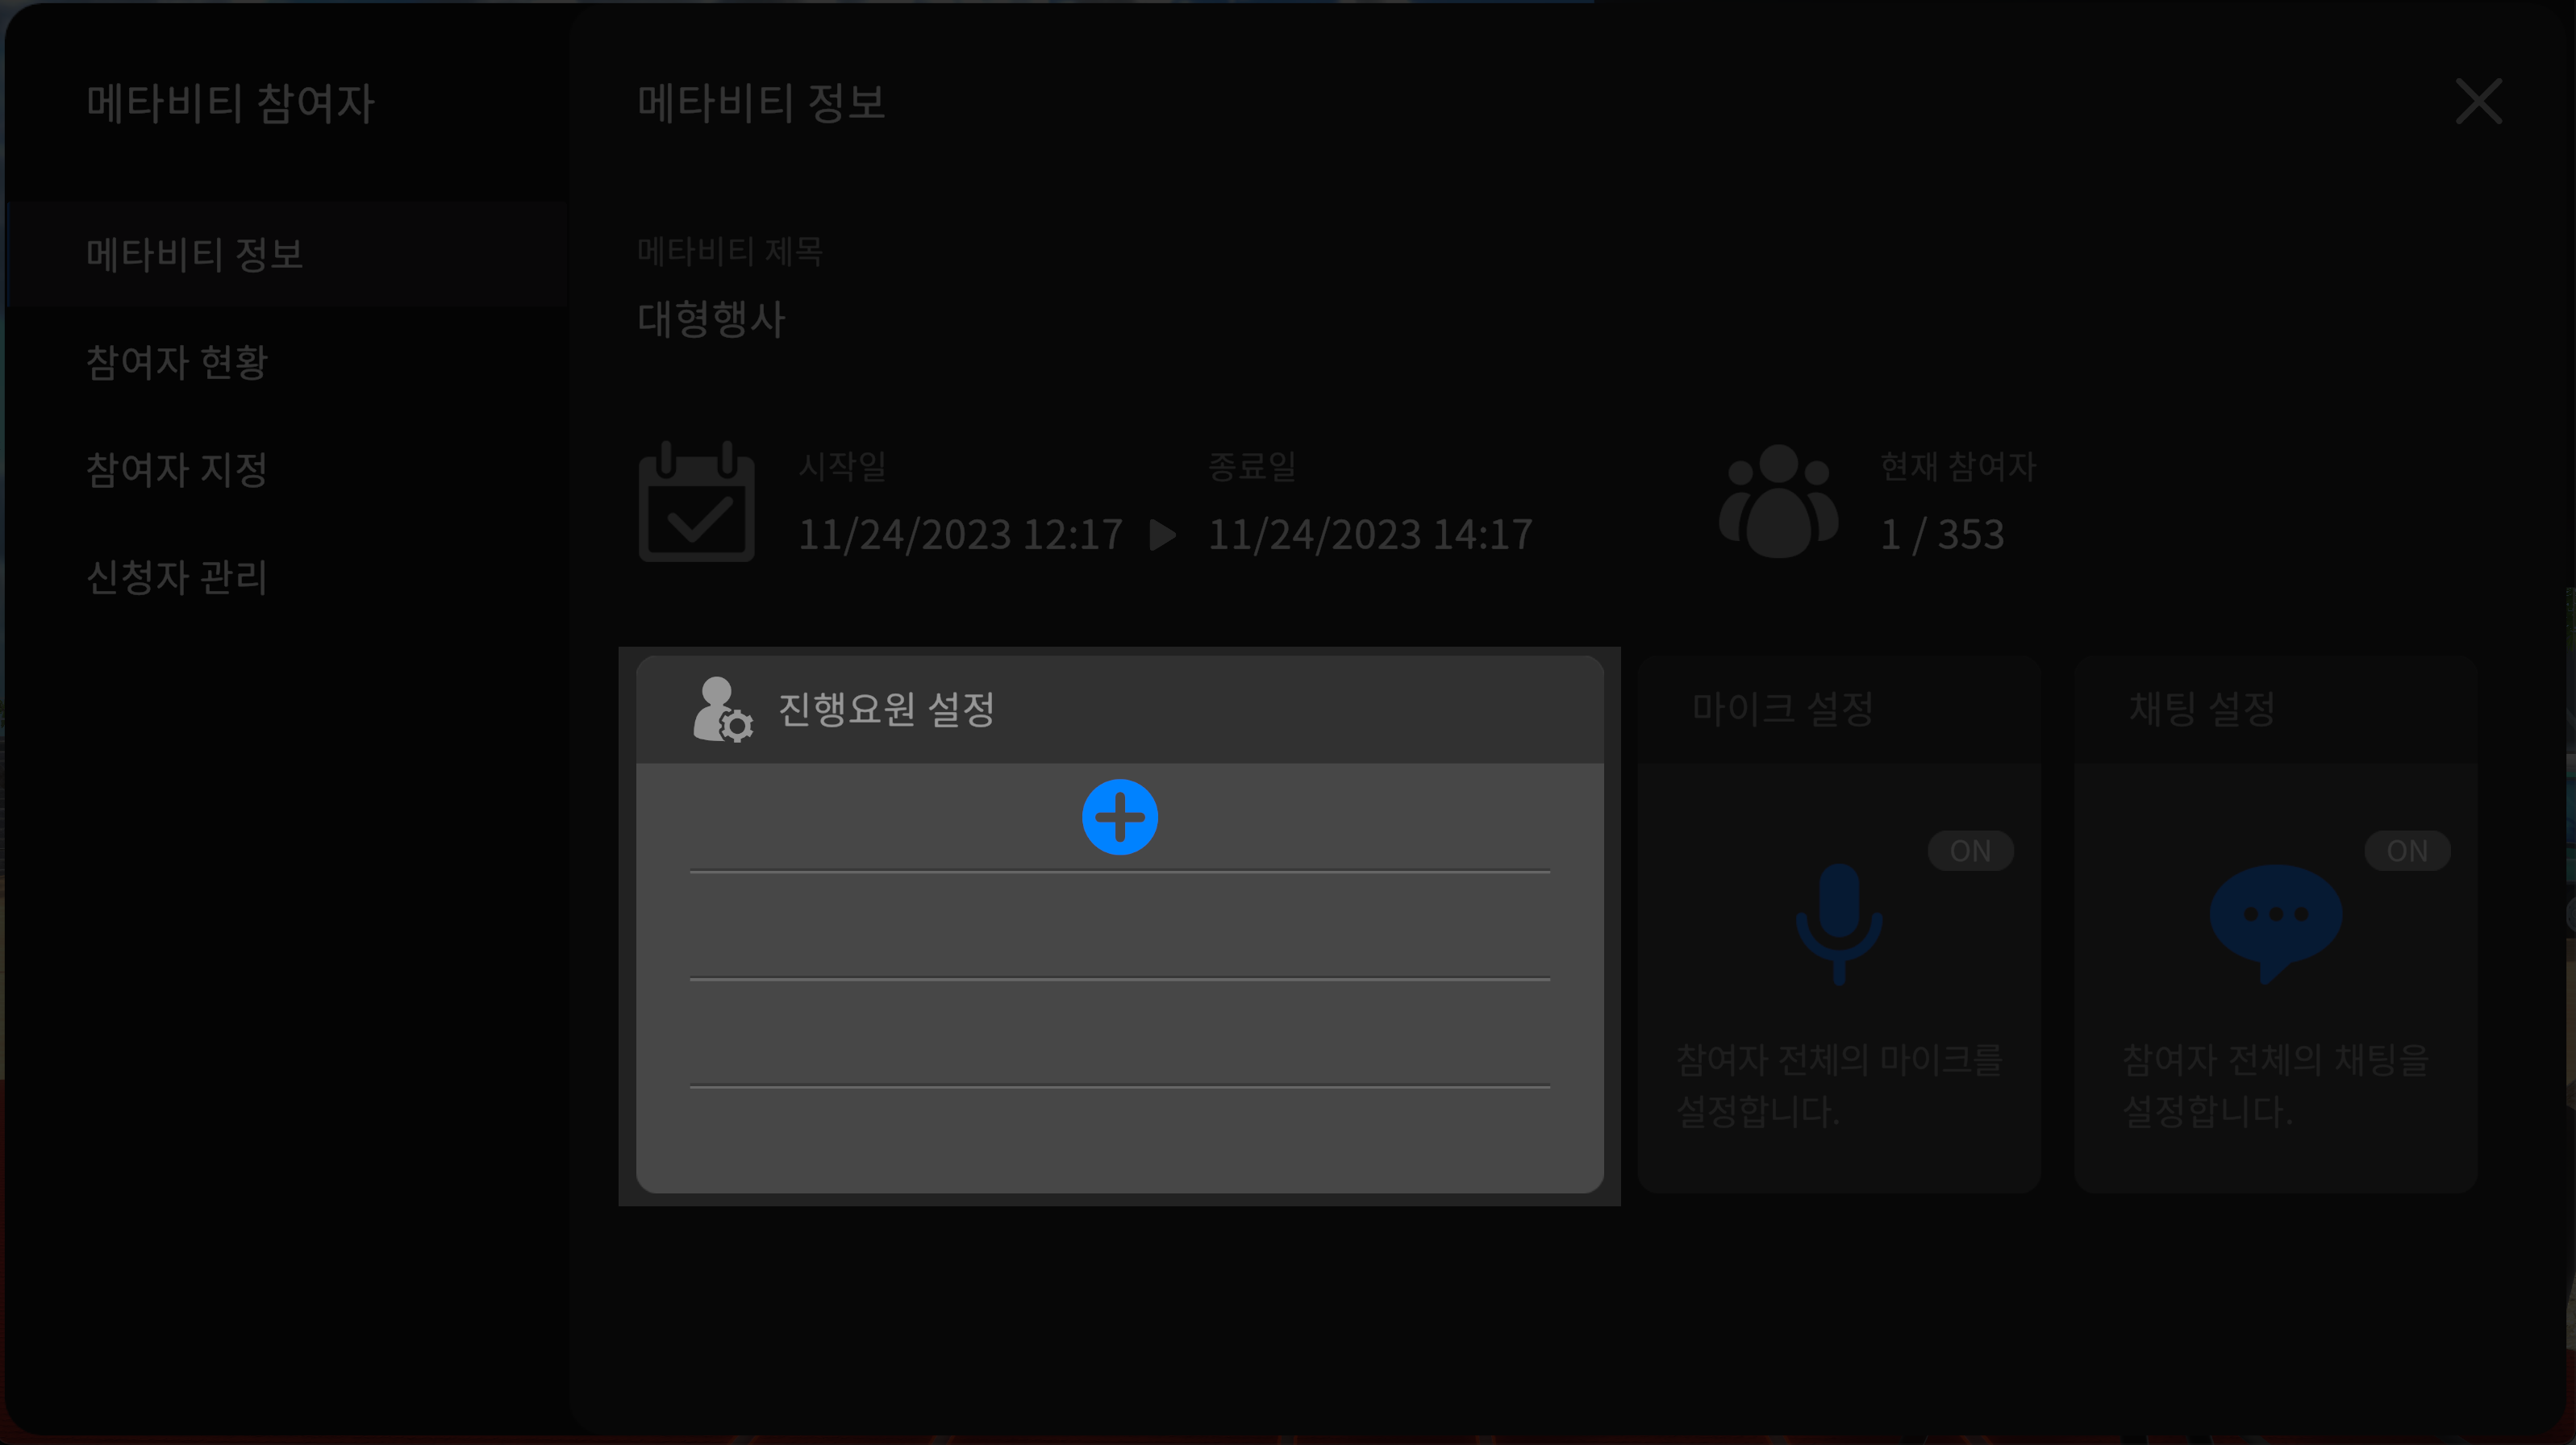 메타비티 참여자
메타비티 정보
참여자 현황
참여자 지정
신청자 관리
메타비티 정보
메타비티 제목
대형행사
시작일
11/24/2023 12:17
종료일
11/24/2023 14:17
현재 참여자
1 / 353
진행요원 설정
마이크 설정
ON
참여자 전체의 마이크를
설정합니다.
채팅 설정
ON
참여자 전체의 채팅을
설정합니다.